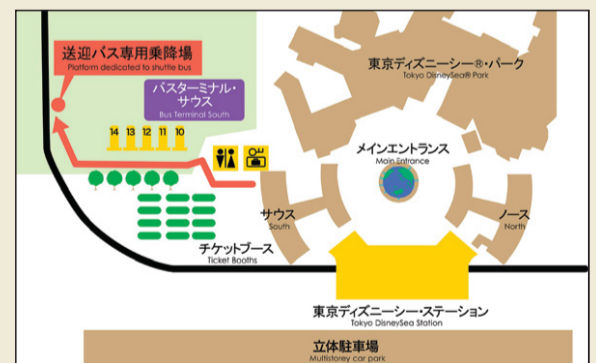 送迎バス専用乗降場
Platform dedicated to shuttle bus
バスターミナル・
サウス
Bus Terminal South
14 13 12 11 10
東京ディズニーシー®・パーク
Tokyo DisneySea® Park
メインエントランス
Main Entrance
サウス
South
ノース
North
チケットブース
Ticket Booths
東京ディズニーシー・ステーション
Tokyo DisneySea Station
立体駐車場
Multistorey car park